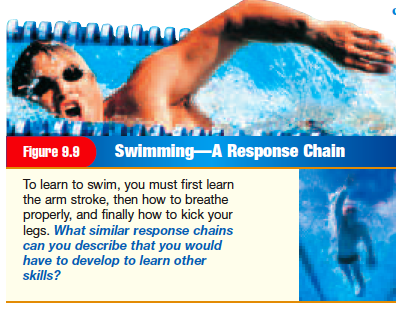 Figure 9.9 Swimming—A Response Chain
To learn to swim, you must first learn
the arm stroke, then how to breathe
properly, and finally how to kick your
legs. What similar response chains
can you describe that you would
have to develop to learn other
skills?